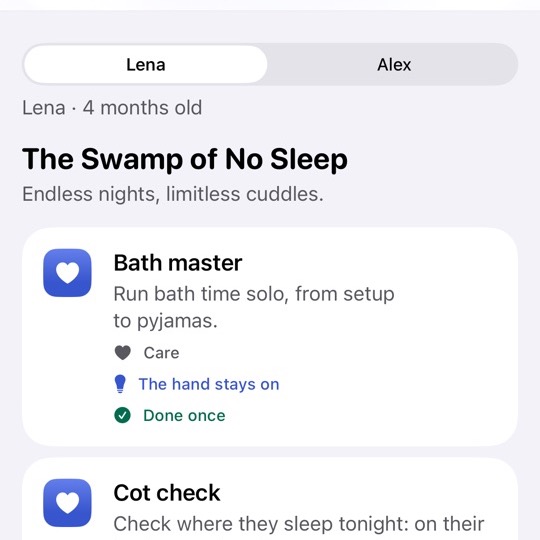 Lena
Alex
Lena · 4 months old
The Swamp of No Sleep
Endless nights, limitless cuddles.
Bath master
Run bath time solo, from setup
to pyjamas.
Care
The hand stays on
Done once
Cot check
Check where they sleep tonight: on their